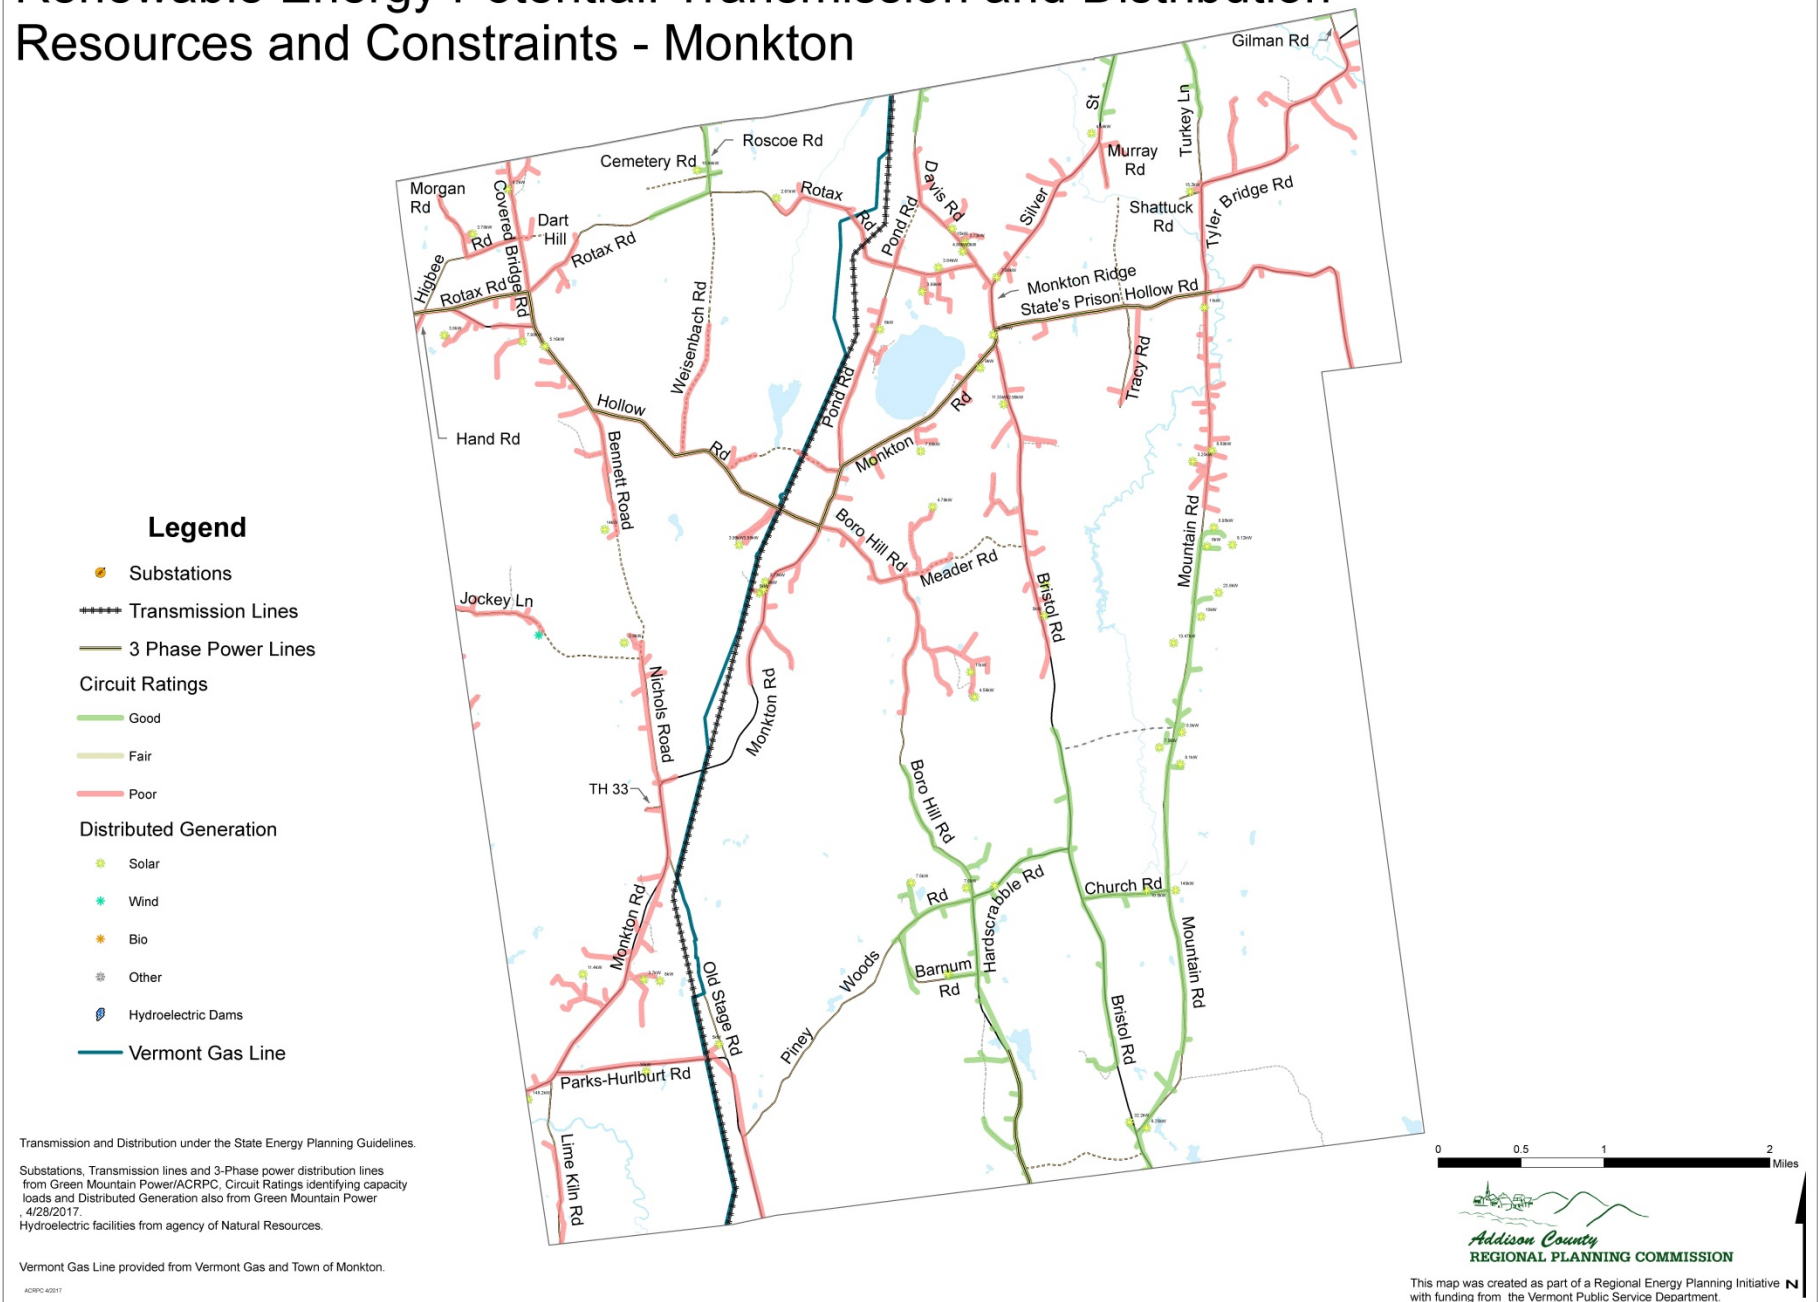 Renewable Energy Potential: Transmission and Distribution
Resources and Constraints - Monkton
Gilman Rd
St
Turkey Ln
Roscoe Rd
Cemetery Rd
Murray
Rd
Morgan
Rd
Covered Bridge Rd
Dart
Hill
Rotax
Rd
Davis Rd
Pond Rd
Silver
Shattuck
Rd
Tyler Bridge Rd
Higbee
Rd
Rotax Rd
Rotax Rd
Monkton Ridge
State's Prison Hollow Rd
Weisenbach Rd
Tracy Rd
Pond Rd
Hollow
Rd
Hand Rd
Bennett Road
Monkton
Rd
Boro Hill Rd
Meader Rd
Mountain Rd
Bristol Rd
Jockey Ln
Nichols Road
Monkton Rd
TH 33
Boro Hill Rd
Hardscrabble Rd
Rd
Church Rd
Monkton Rd
Woods
Barnum
Rd
Mountain Rd
Old Stage Rd
Piney
Bristol Rd
Parks-Hurlburt Rd
Lime Kiln Rd
Legend
Substations
Transmission Lines
3 Phase Power Lines
Circuit Ratings
Good
Fair
Poor
Distributed Generation
Solar
Wind
Bio
Other
Hydroelectric Dams
Vermont Gas Line
Transmission and Distribution under the State Energy Planning Guidelines.
Substations, Transmission lines and 3-Phase power distribution lines
from Green Mountain Power/ACRPC, Circuit Ratings identifying capacity
loads and Distributed Generation also from Green Mountain Power
, 4/28/2017.
Hydroelectric facilities from agency of Natural Resources.
Vermont Gas Line provided from Vermont Gas and Town of Monkton.
ACRPC 4/2017
0 0.5 1 2
Miles
Addison County
REGIONAL PLANNING COMMISSION
N
This map was created as part of a Regional Energy Planning Initiative
with funding from the Vermont Public Service Department.